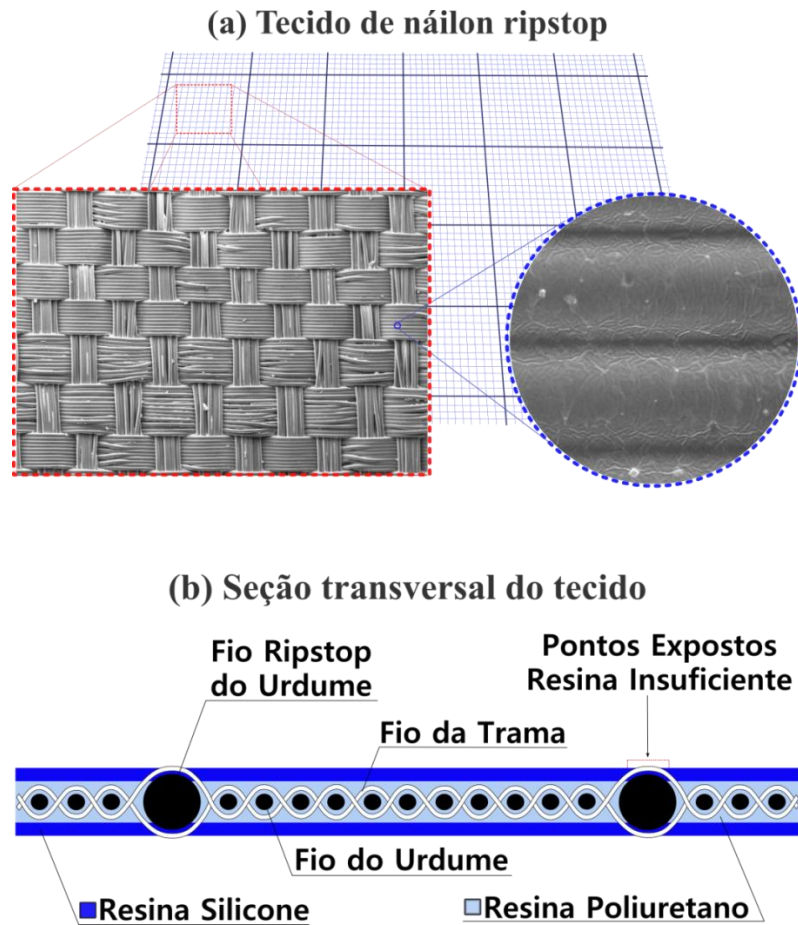 (a) Tecido de náilon ripstop
(b) Seção transversal do tecido
Fio Ripstop
do Urdume
Pontos Expostos
Resina Insuficiente
Fio da Trama
Fio do Urdume
Resina Silicone
Resina Poliuretano